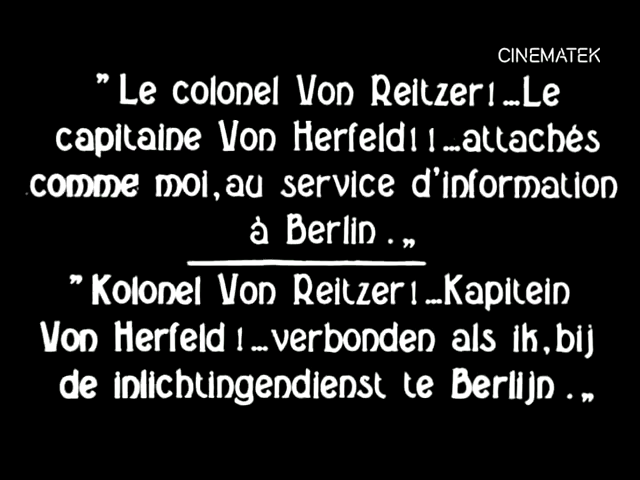 CINEMATEK
"Le colonel Von Reitzer!...Le
capitaine Von Herfeld!!...attachés
comme moi, au service d'information
à Berlin.„
"Kolonel Von Reitzer!...Kapitein
Von Herfeld!...verbonden als ik, bij
de inlichtingendienst te Berlijn.„